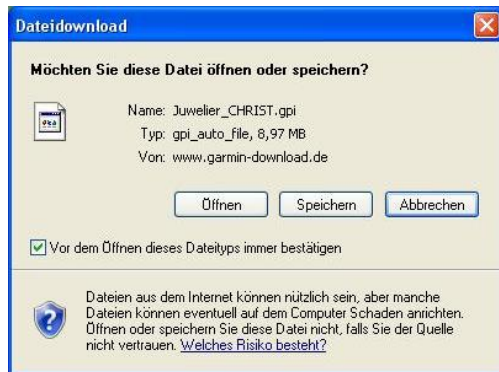 Dateidownload
Möchten Sie diese Datei öffnen oder speichern?
Name: Juwelier_CHRIST.gpi
Typ: gpi_auto_file, 8,97 MB
Von: www.garmin-download.de
Öffnen Speichern Abbrechen
Vor dem Öffnen dieses Dateityps immer bestätigen
Dateien aus dem Internet können nützlich sein, aber manche
Dateien können eventuell auf dem Computer Schaden anrichten.
Öffnen oder speichern Sie diese Datei nicht, falls Sie der Quelle
nicht vertrauen. Welches Risiko besteht?